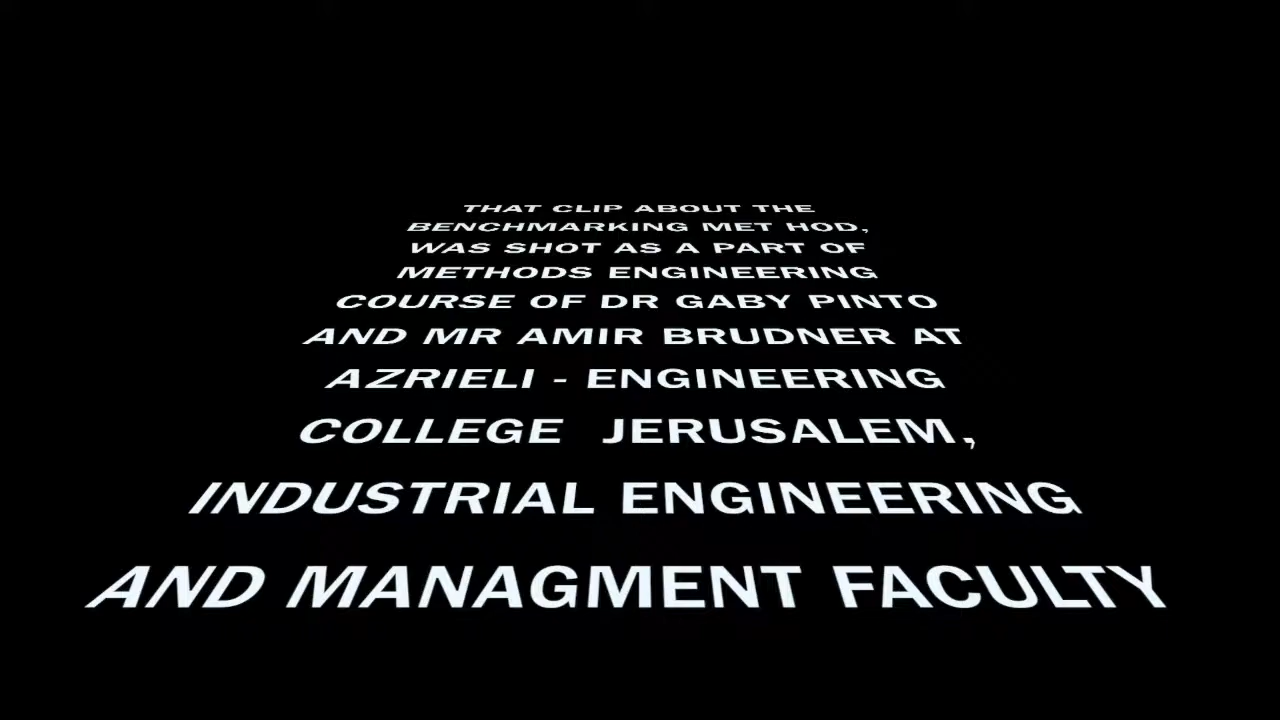 THAT CLIP ABOUT THE
BENCHMARKING MET HOD,
WAS SHOT AS A PART OF
METHODS ENGINEERING
COURSE OF DR GABY PINTO
AND MR AMIR BRUDNER AT
AZRIELI - ENGINEERING
COLLEGE JERUSALEM,
INDUSTRIAL ENGINEERING
AND MANAGMENT FACULTY